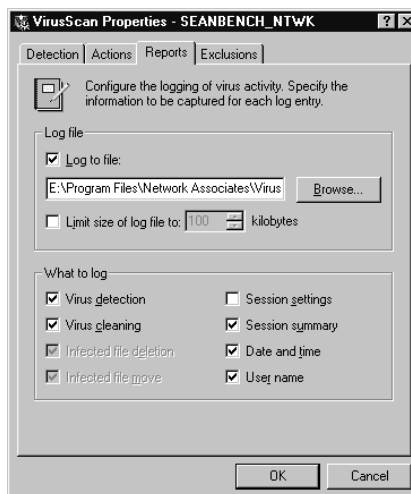 VirusScan Properties - SEANBENCH_NTWK
Detection Actions Reports Exclusions
Configure the logging of virus activity. Specify the
information to be captured for each log entry.
Log file
Log to file:
E:\Program Files\Network Associates\Virus
Browse...
Limit size of log file to: 100 kilobytes
What to log
Virus detection
Virus cleaning
Infected file deletion
Infected file move
Session settings
Session summary
Date and time
User name
OK Cancel